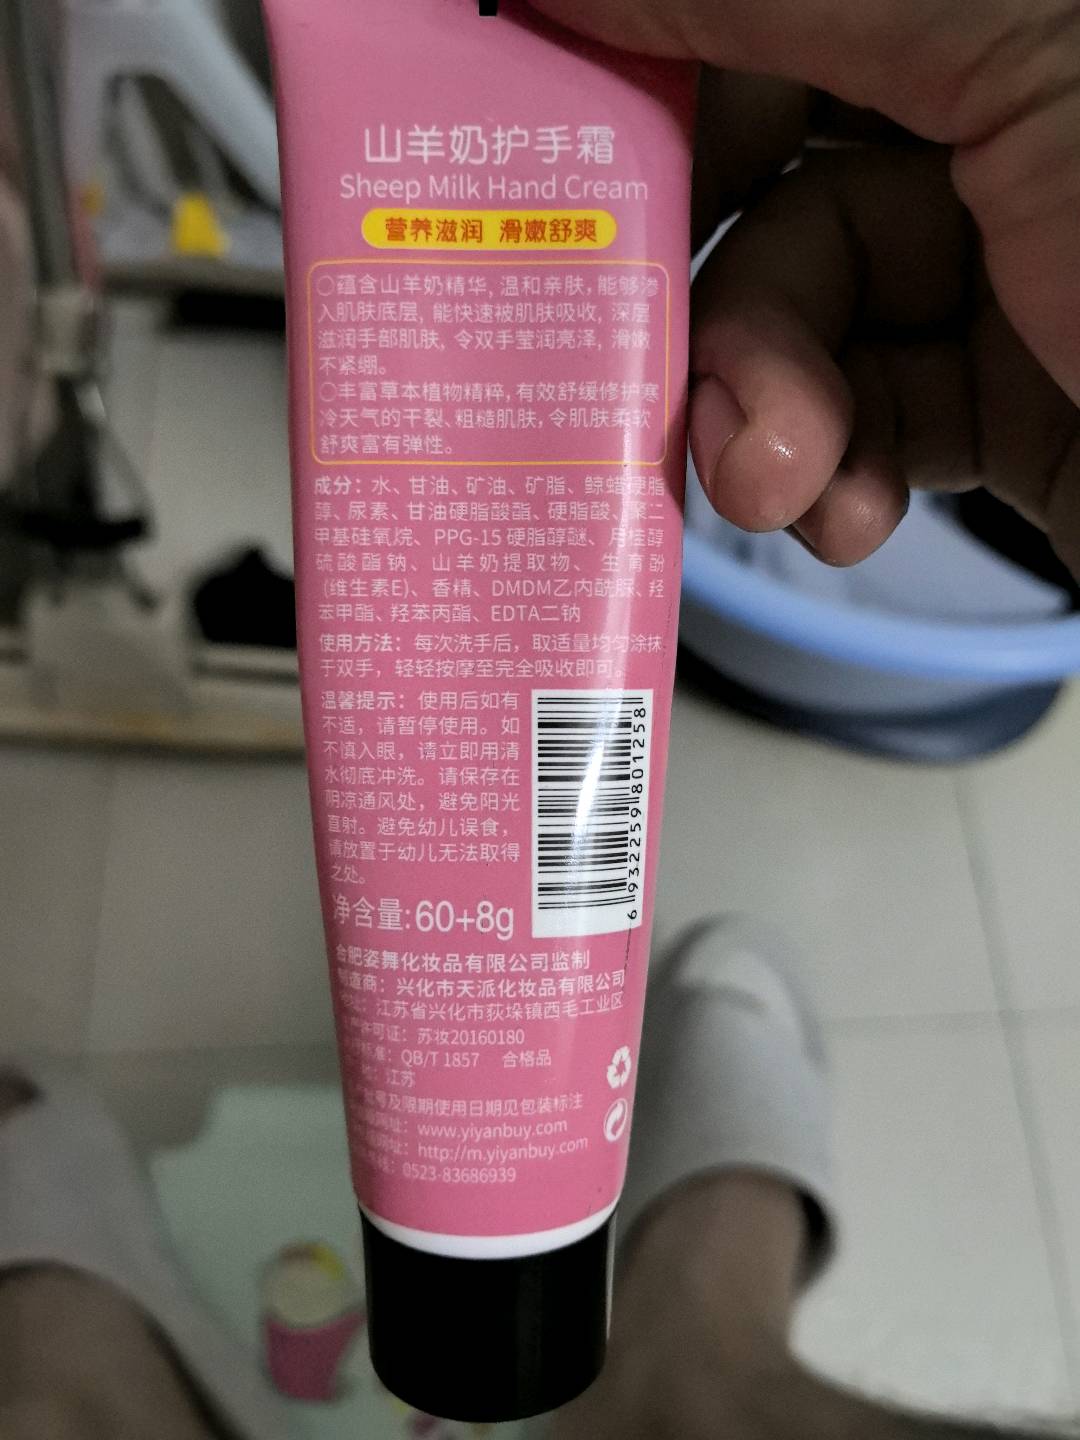 山羊奶护手霜
Sheep Milk Hand Cream
营养滋润 滑嫩舒爽
○蕴含山羊奶精华, 温和亲肤, 能够渗
入肌肤底层, 能快速被肌肤吸收, 深层
滋润手部肌肤, 令双手莹润亮泽, 滑嫩
不紧绷。
○丰富草本植物精粹, 有效舒缓修护寒
冷天气的干裂、粗糙肌肤, 令肌肤柔软
舒爽富有弹性。
成分: 水、甘油、矿油、矿脂、鲸蜡硬脂
醇、尿素、甘油硬脂酸酯、硬脂酸、聚二
甲基硅氧烷、PPG-15 硬脂醇醚、月桂醇
硫酸酯钠、山羊奶提取物、生育酚
(维生素E)、香精、DMDM乙内酰脲、羟
苯甲酯、羟苯丙酯、EDTA二钠
使用方法: 每次洗手后, 取适量均匀涂抹
于双手, 轻轻按摩至完全吸收即可。
温馨提示: 使用后如有
不适, 请暂停使用。如
不慎入眼, 请立即用清
水彻底冲洗。请保存在
阴凉通风处, 避免阳光
直射。避免幼儿误食,
请放置于幼儿无法取得
之处。
6 932259 801258
净含量:60+8g
合肥姿舞化妆品有限公司监制
制造商: 兴化市天派化妆品有限公司
江苏省兴化市荻垛镇西毛工业区
许可证: 苏妆20160180
标准: QB/T 1857 合格品
江苏
号及限期使用日期见包装标注
网址: www.yiyanbuy.com
网址: http://m.yiyanbuy.com
0523-83686939